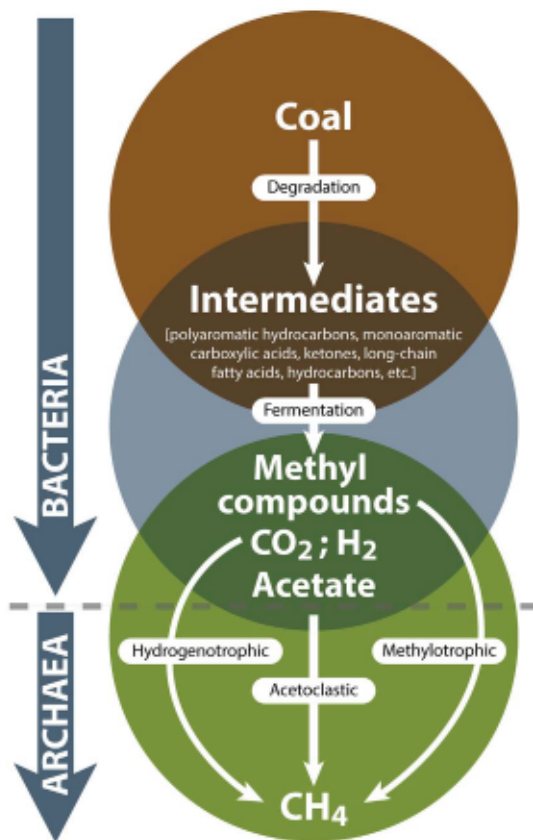 Coal
Degradation
Intermediates
[polyaromatic hydrocarbons, monoaromatic
carboxylic acids, ketones, long-chain
fatty acids, hydrocarbons, etc.]
Fermentation
BACTERIA
Methyl
compounds
CO₂ ; H₂
Acetate
Hydrogenotrophic
Methylotrophic
Acetoclastic
ARCHAEA
CH₄